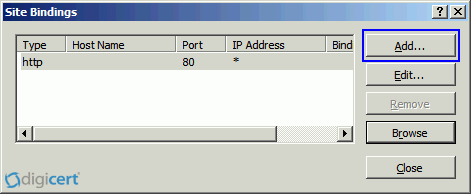 Site Bindings
Type Host Name Port IP Address Bind
http 80 *
Add...
Edit...
Remove
Browse
Close
digicert